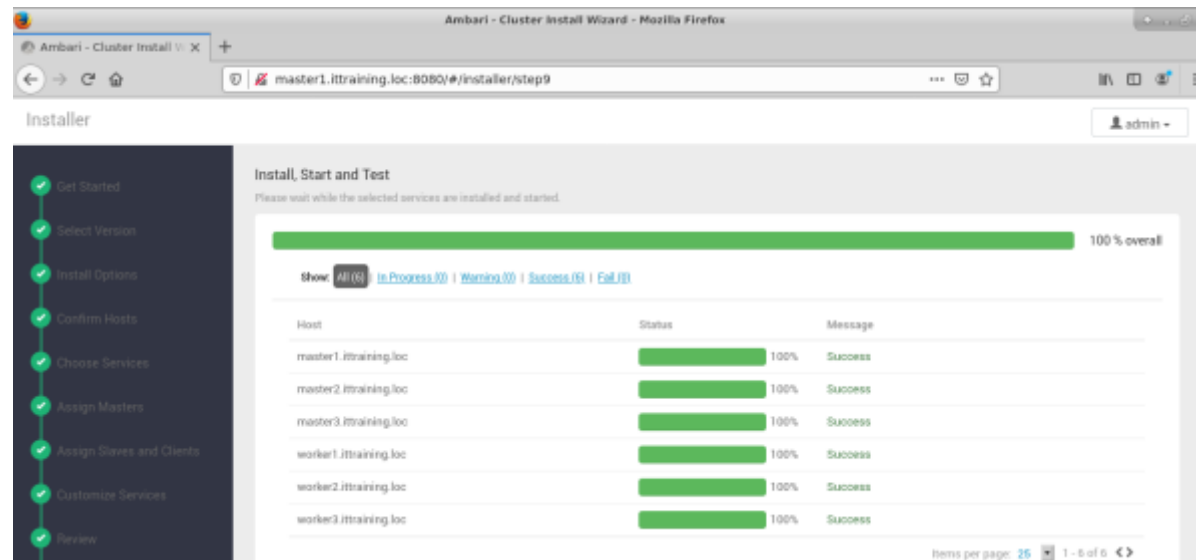 Ambari - Cluster Install Wizard - Mozilla Firefox
Ambari - Cluster Install W
master1.ittraining.loc:8080/#/installer/step9
Installer
admin
Get Started
Select Version
Install Options
Confirm Hosts
Choose Services
Assign Masters
Assign Slaves and Clients
Customize Services
Review
Install, Start and Test
Please wait while the selected services are installed and started.
100 % overall
Show: All (6) | In Progress (0) | Warning (0) | Success (6) | Fail (0)
Host Status Message
master1.ittraining.loc 100% Success
master2.ittraining.loc 100% Success
master3.ittraining.loc 100% Success
worker1.ittraining.loc 100% Success
worker2.ittraining.loc 100% Success
worker3.ittraining.loc 100% Success
Items per page: 25 1 - 6 of 6